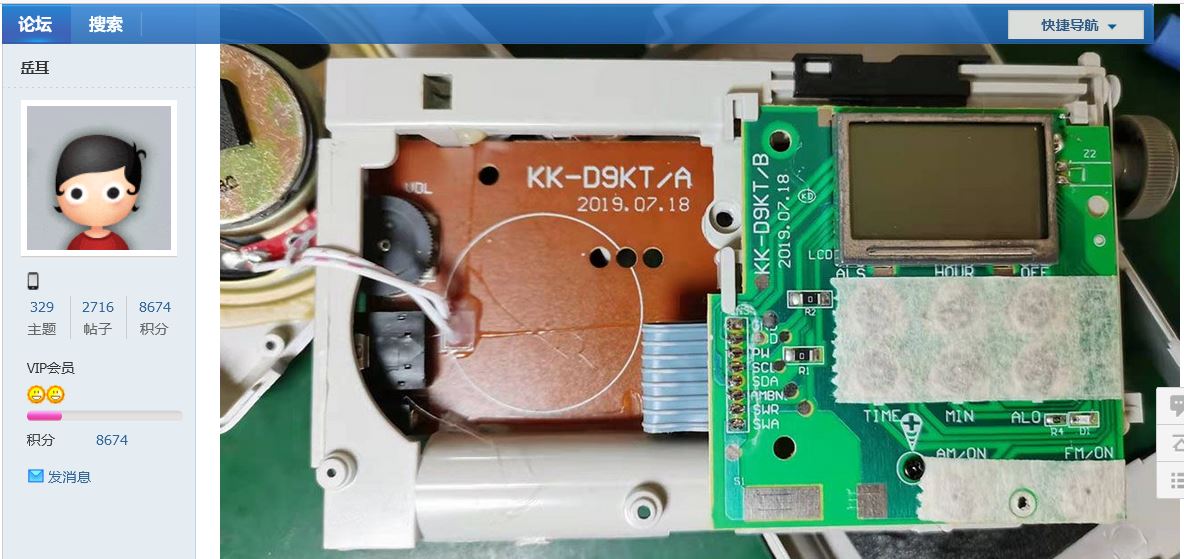 论坛 搜索 快捷导航
岳耳
329 2716 8674
主题 帖子 积分
VIP会员
积分 8674
发消息
VOL
KK-D9KT/A
2019.07.18
KK-D9KT/B
2019.07.18
KD
Z2
LCD
ALS HOUR OFF
R2
R1
PW
SCL
SDA
AMBN
SWR
SWA
TIME MIN ALO
R4 D1
AM/ON FM/ON
S1